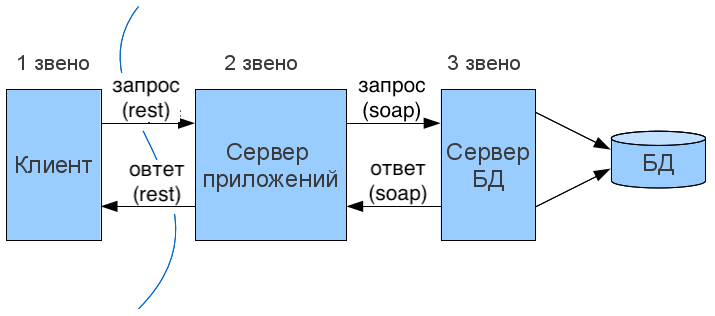 1 звено
2 звено
3 звено
запрос
(rest)
запрос
(soap)
Клиент
Сервер
приложений
Сервер
БД
БД
овтет
(rest)
ответ
(soap)